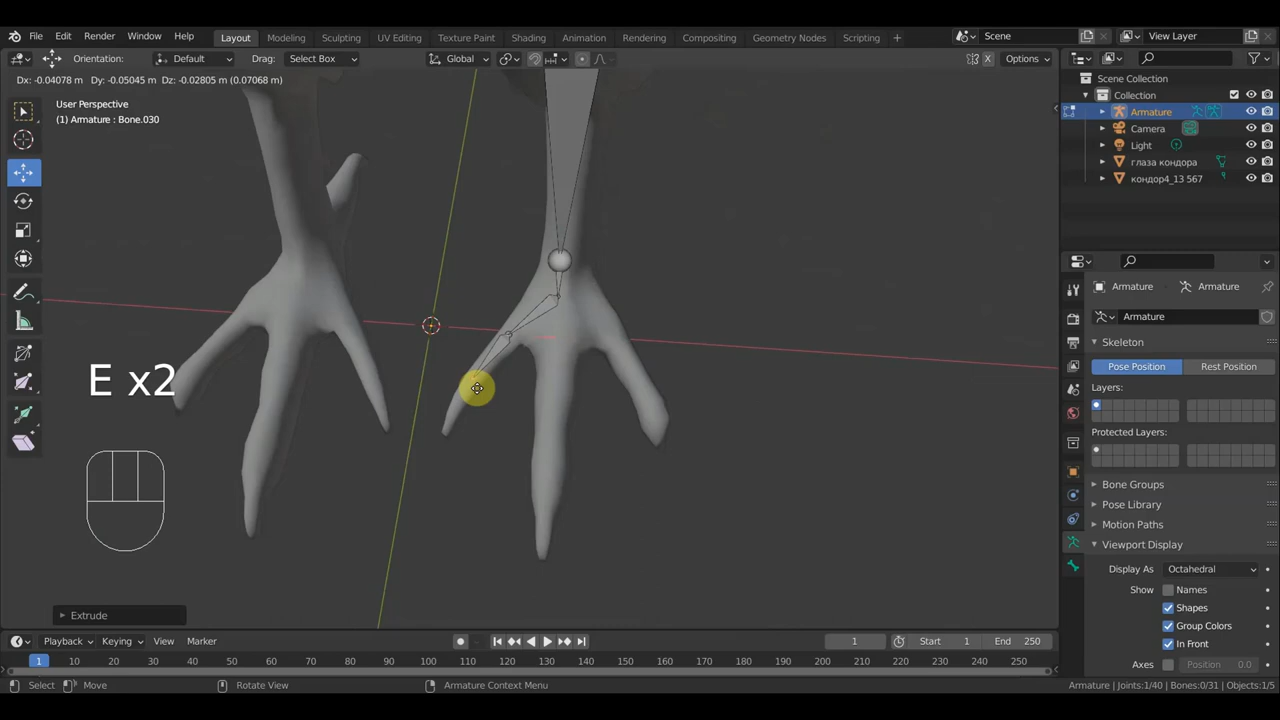 File Edit Render Window Help Layout Modeling Sculpting UV Editing Texture Paint Shading Animation Rendering Compositing Geometry Nodes Scripting + Scene View Layer
Orientation: Default Drag: Select Box Global X Options
Dx: -0.04078 m Dy: -0.05045 m Dz: -0.02805 m (0.07068 m)
User Perspective
(1) Armature : Bone.030
Scene Collection
Collection
Armature
Camera
Light
глаза кондора
кондор4_13 567
Armature Armature
Armature
Skeleton
Pose Position Rest Position
Layers:
Protected Layers:
Bone Groups
Pose Library
Motion Paths
Viewport Display
Display As Octahedral
Show Names
Shapes
Group Colors
In Front
Axes Position 0.0
E x2
Extrude
Playback Keying View Marker 1 Start 1 End 250
1 10 20 30 40 50 60 70 80 90 100 110 120 130 140 150 160 170 180 190 200 210 220 230 240 250
Select Move Rotate View Armature Context Menu Armature | Joints:1/40 | Bones:0/31 | Objects:1/5